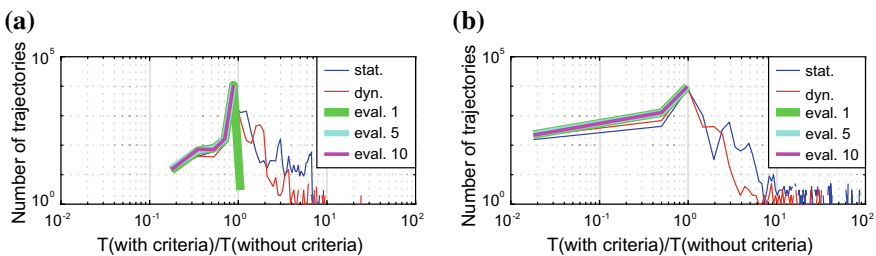 (a)
Number of trajectories
10^5
10^0
10^-2
10^-1
10^0
10^1
10^2
T(with criteria)/T(without criteria)
stat.
dyn.
eval. 1
eval. 5
eval. 10
(b)
Number of trajectories
10^5
10^0
10^-2
10^-1
10^0
10^1
10^2
T(with criteria)/T(without criteria)
stat.
dyn.
eval. 1
eval. 5
eval. 10